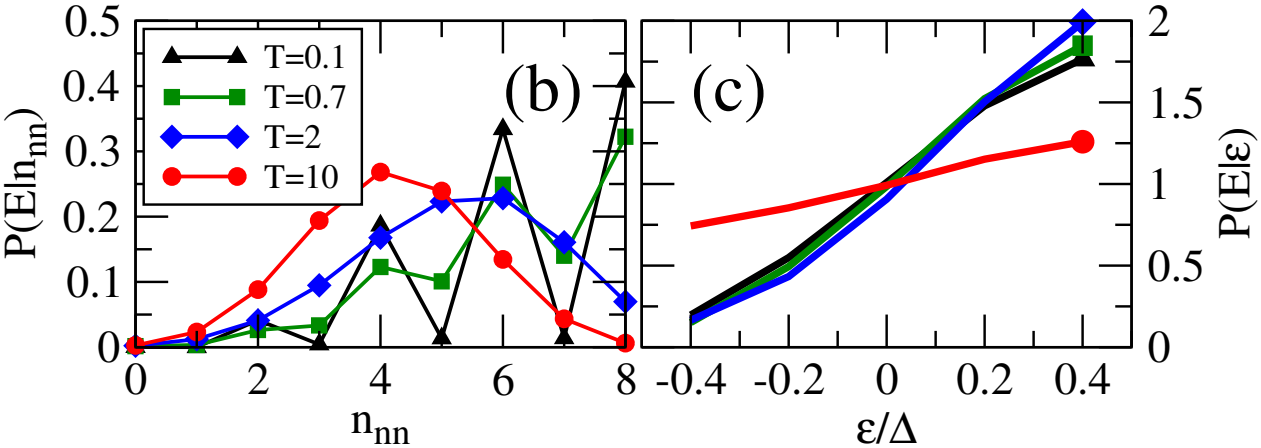 0.5
0.4
0.3
0.2
0.1
0
P(E|n_nn)
T=0.1
T=0.7
T=2
T=10
(b)
0 2 4 6 8
n_nn
(c)
2
1.5
1
0.5
0
P(E|ε)
-0.4 -0.2 0 0.2 0.4
ε/Δ